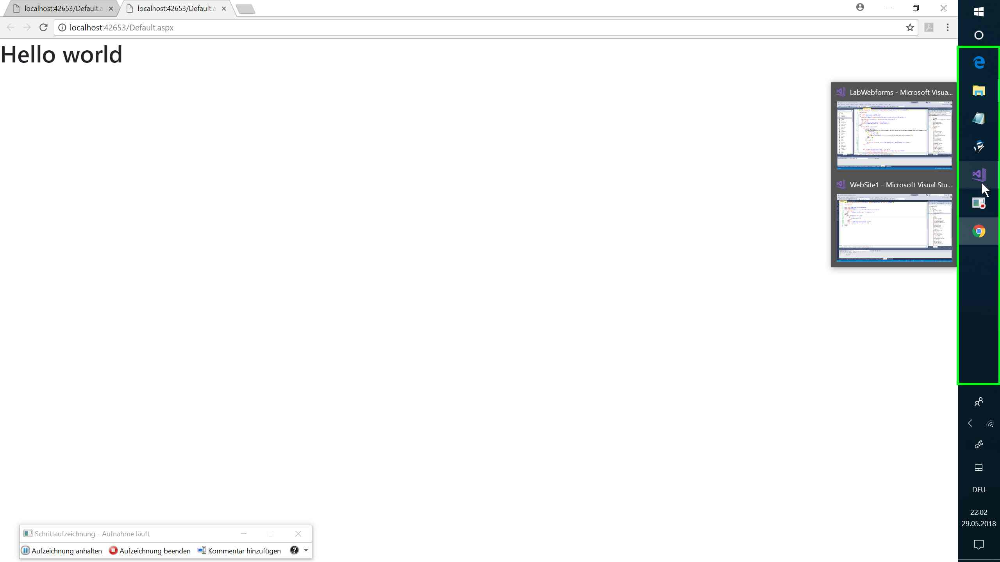 localhost:42653/Default.a
localhost:42653/Default.a
localhost:42653/Default.aspx
Hello world
LabWebforms - Microsoft Visua...
WebSite1 - Microsoft Visual Stu...
DEU
22:02
29.05.2018
Schrittaufzeichnung - Aufnahme läuft
Aufzeichnung anhalten Aufzeichnung beenden Kommentar hinzufügen